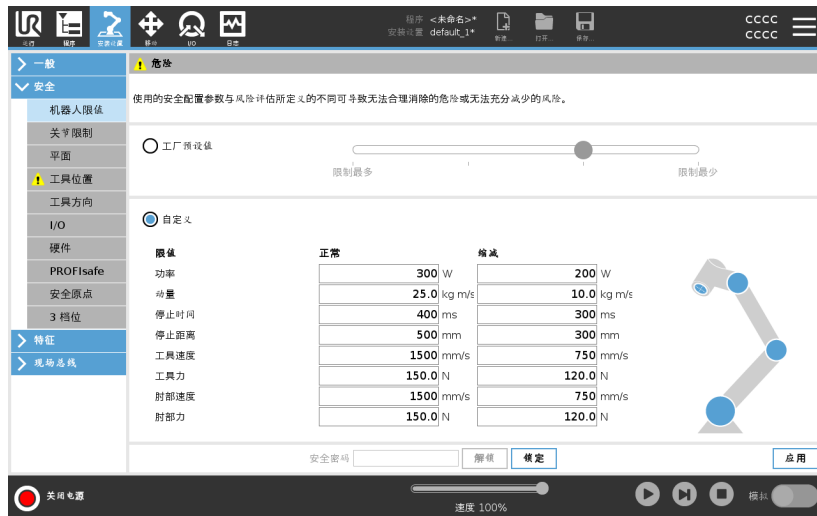 UR
运行
程序
安装设置
移动
I/O
日志
程序 <未命名>*
安装设置 default_1*
新建...
打开...
保存...
cccc
cccc
一般
安全
机器人限值
关节限制
平面
工具位置
工具方向
I/O
硬件
PROFIsafe
安全原点
3 档位
特征
现场总线
危险
使用的安全配置参数与风险评估所定义的不同可导致无法合理消除的危险或无法充分减少的风险。
工厂预设值
限制最多 限制最少
自定义
限值 正常 缩减
功率 300 W 200 W
动量 25.0 kg m/s 10.0 kg m/s
停止时间 400 ms 300 ms
停止距离 500 mm 300 mm
工具速度 1500 mm/s 750 mm/s
工具力 150.0 N 120.0 N
肘部速度 1500 mm/s 750 mm/s
肘部力 150.0 N 120.0 N
安全密码 解锁 锁定 应用
关闭电源
速度 100%
模拟